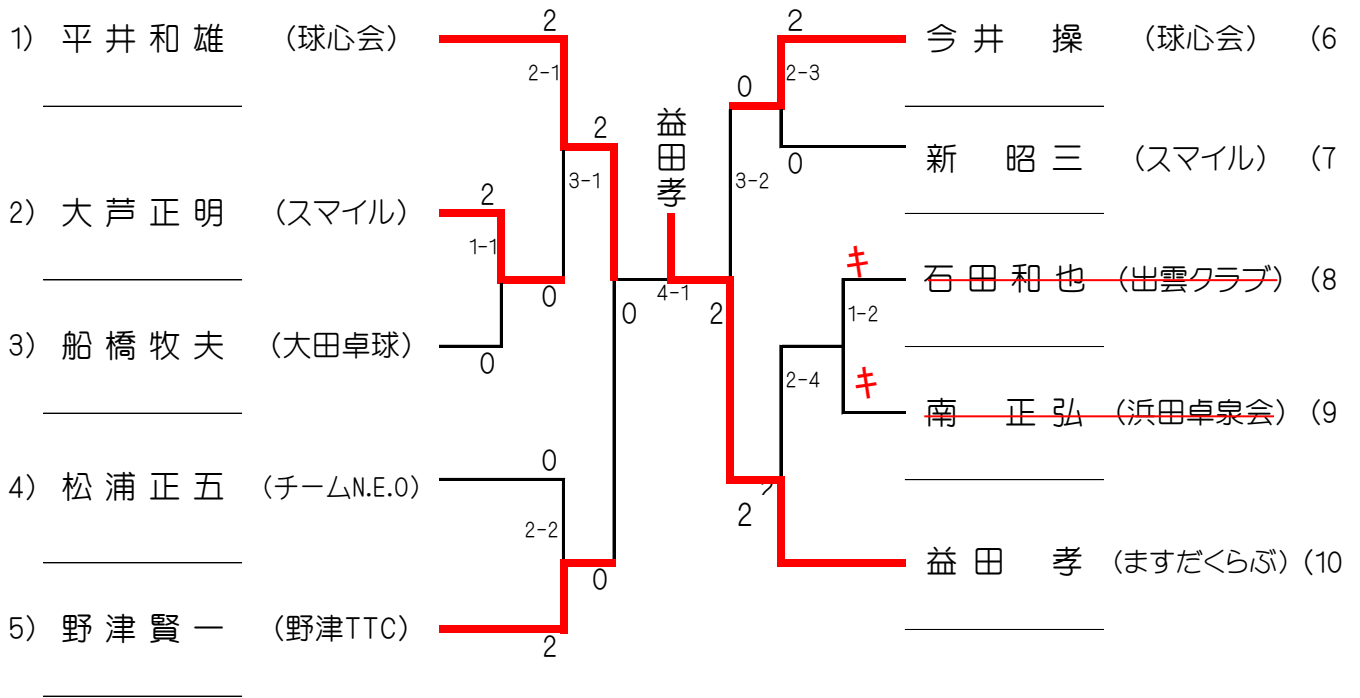 1) 平井和雄 (球心会)
2) 大芦正明 (スマイル)
3) 船橋牧夫 (大田卓球)
4) 松浦正五 (チームN.E.O)
5) 野津賢一 (野津TTC)
2
2-1
2
3-1
2
1-1
0
0
0
2-2
0
2
0
4-1
益田孝
2
2
2-3
0
0
3-2
キ
1-2
キ
2-4
2
今井 操 (球心会) (6
新 昭三 (スマイル) (7
石田和也 (出雲クラブ) (8
南 正弘 (浜田卓泉会) (9
益田 孝 (ますだくらぶ) (10